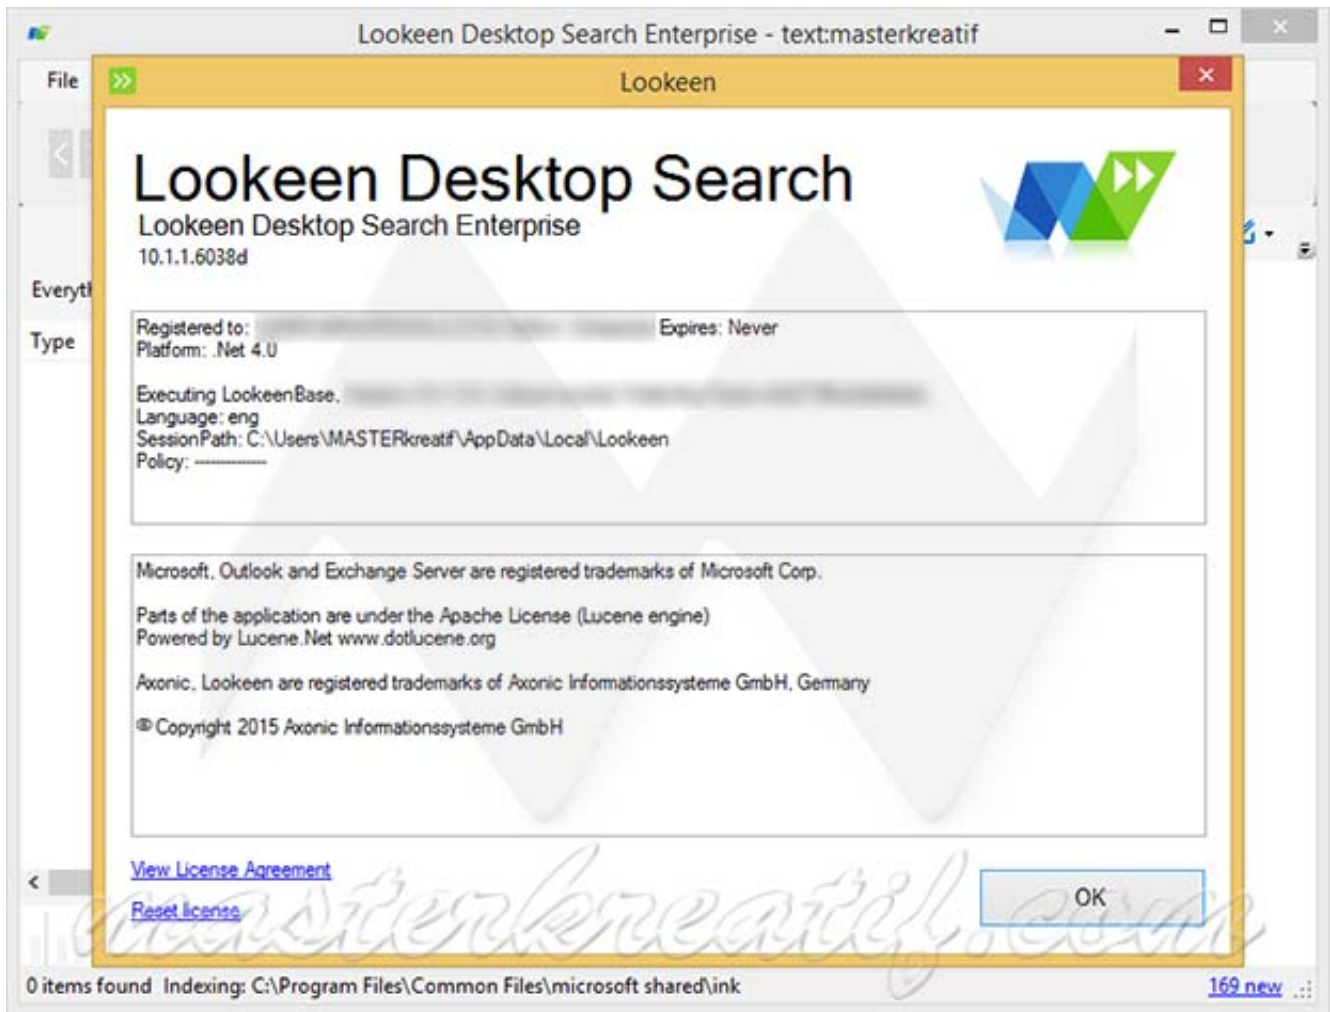 Lookeen Desktop Search Enterprise - text:masterkreatif
File
Lookeen
Lookeen Desktop Search
Lookeen Desktop Search Enterprise
10.1.1.6038d
Everyth
Type
Registered to: Expires: Never
Platform: .Net 4.0
Executing LookeenBase,
Language: eng
SessionPath: C:\Users\MASTERkreatif\AppData\Local\Lookeen
Policy: ---------------
Microsoft, Outlook and Exchange Server are registered trademarks of Microsoft Corp.
Parts of the application are under the Apache License (Lucene engine)
Powered by Lucene.Net www.dotlucene.org
Axonic, Lookeen are registered trademarks of Axonic Informationssysteme GmbH, Germany
© Copyright 2015 Axonic Informationssysteme GmbH
View License Agreement
Reset license
OK
masterkreatif.com
0 items found Indexing: C:\Program Files\Common Files\microsoft shared\ink
169 new